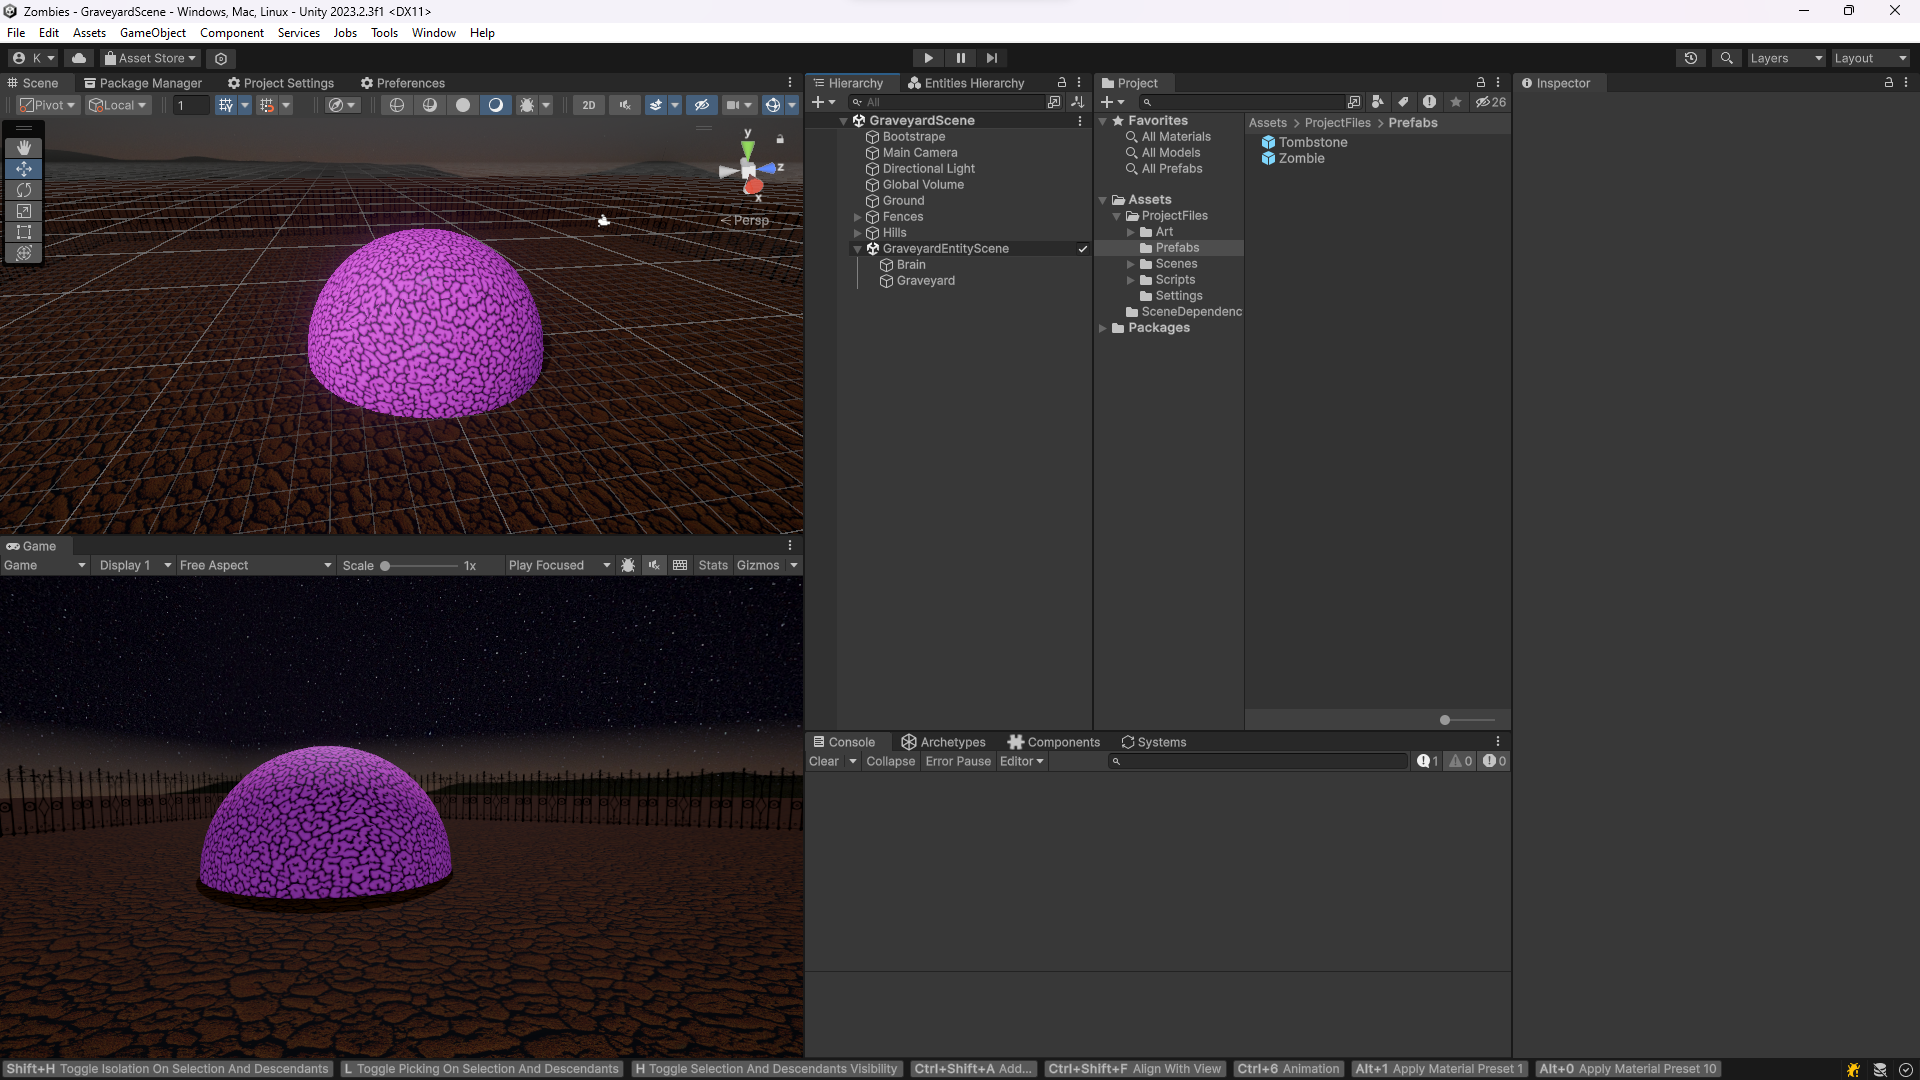 Zombies - GraveyardScene - Windows, Mac, Linux - Unity 2023.2.3f1 <DX11>
File Edit Assets GameObject Component Services Jobs Tools Window Help
K Asset Store Layers Layout
Scene Package Manager Project Settings Preferences
Pivot Local 1 2D
y
z
x
< Persp
Game
Game Display 1 Free Aspect Scale 1x Play Focused Stats Gizmos
Hierarchy Entities Hierarchy
All
GraveyardScene
Bootstrape
Main Camera
Directional Light
Global Volume
Ground
Fences
Hills
GraveyardEntityScene
Brain
Graveyard
Project
26
Favorites
All Materials
All Models
All Prefabs
Assets
ProjectFiles
Art
Prefabs
Scenes
Scripts
Settings
SceneDependenc
Packages
Assets > ProjectFiles > Prefabs
Tombstone
Zombie
Console Archetypes Components Systems
Clear Collapse Error Pause Editor 1 0 0
Inspector
Shift+H Toggle Isolation On Selection And Descendants L Toggle Picking On Selection And Descendants H Toggle Selection And Descendants Visibility Ctrl+Shift+A Add... Ctrl+Shift+F Align With View Ctrl+6 Animation Alt+1 Apply Material Preset 1 Alt+0 Apply Material Preset 10